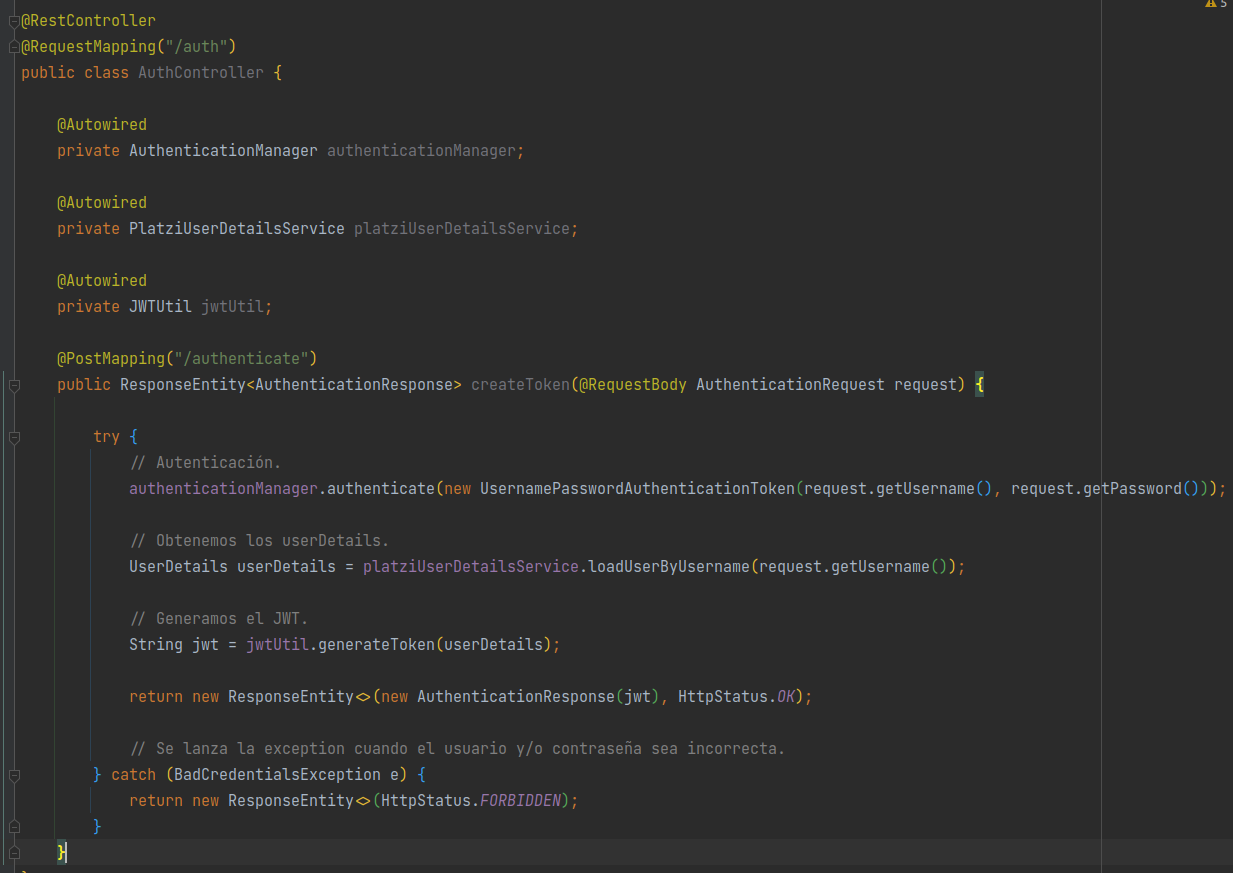 5
@RestController
@RequestMapping("/auth")
public class AuthController {
@Autowired
private AuthenticationManager authenticationManager;
@Autowired
private PlatziUserDetailsService platziUserDetailsService;
@Autowired
private JWTUtil jwtUtil;
@PostMapping("/authenticate")
public ResponseEntity<AuthenticationResponse> createToken(@RequestBody AuthenticationRequest request) {
try {
// Autenticación.
authenticationManager.authenticate(new UsernamePasswordAuthenticationToken(request.getUsername(), request.getPassword()));
// Obtenemos los userDetails.
UserDetails userDetails = platziUserDetailsService.loadUserByUsername(request.getUsername());
// Generamos el JWT.
String jwt = jwtUtil.generateToken(userDetails);
return new ResponseEntity<>(new AuthenticationResponse(jwt), HttpStatus.OK);
// Se lanza la exception cuando el usuario y/o contraseña sea incorrecta.
} catch (BadCredentialsException e) {
return new ResponseEntity<>(HttpStatus.FORBIDDEN);
}
}